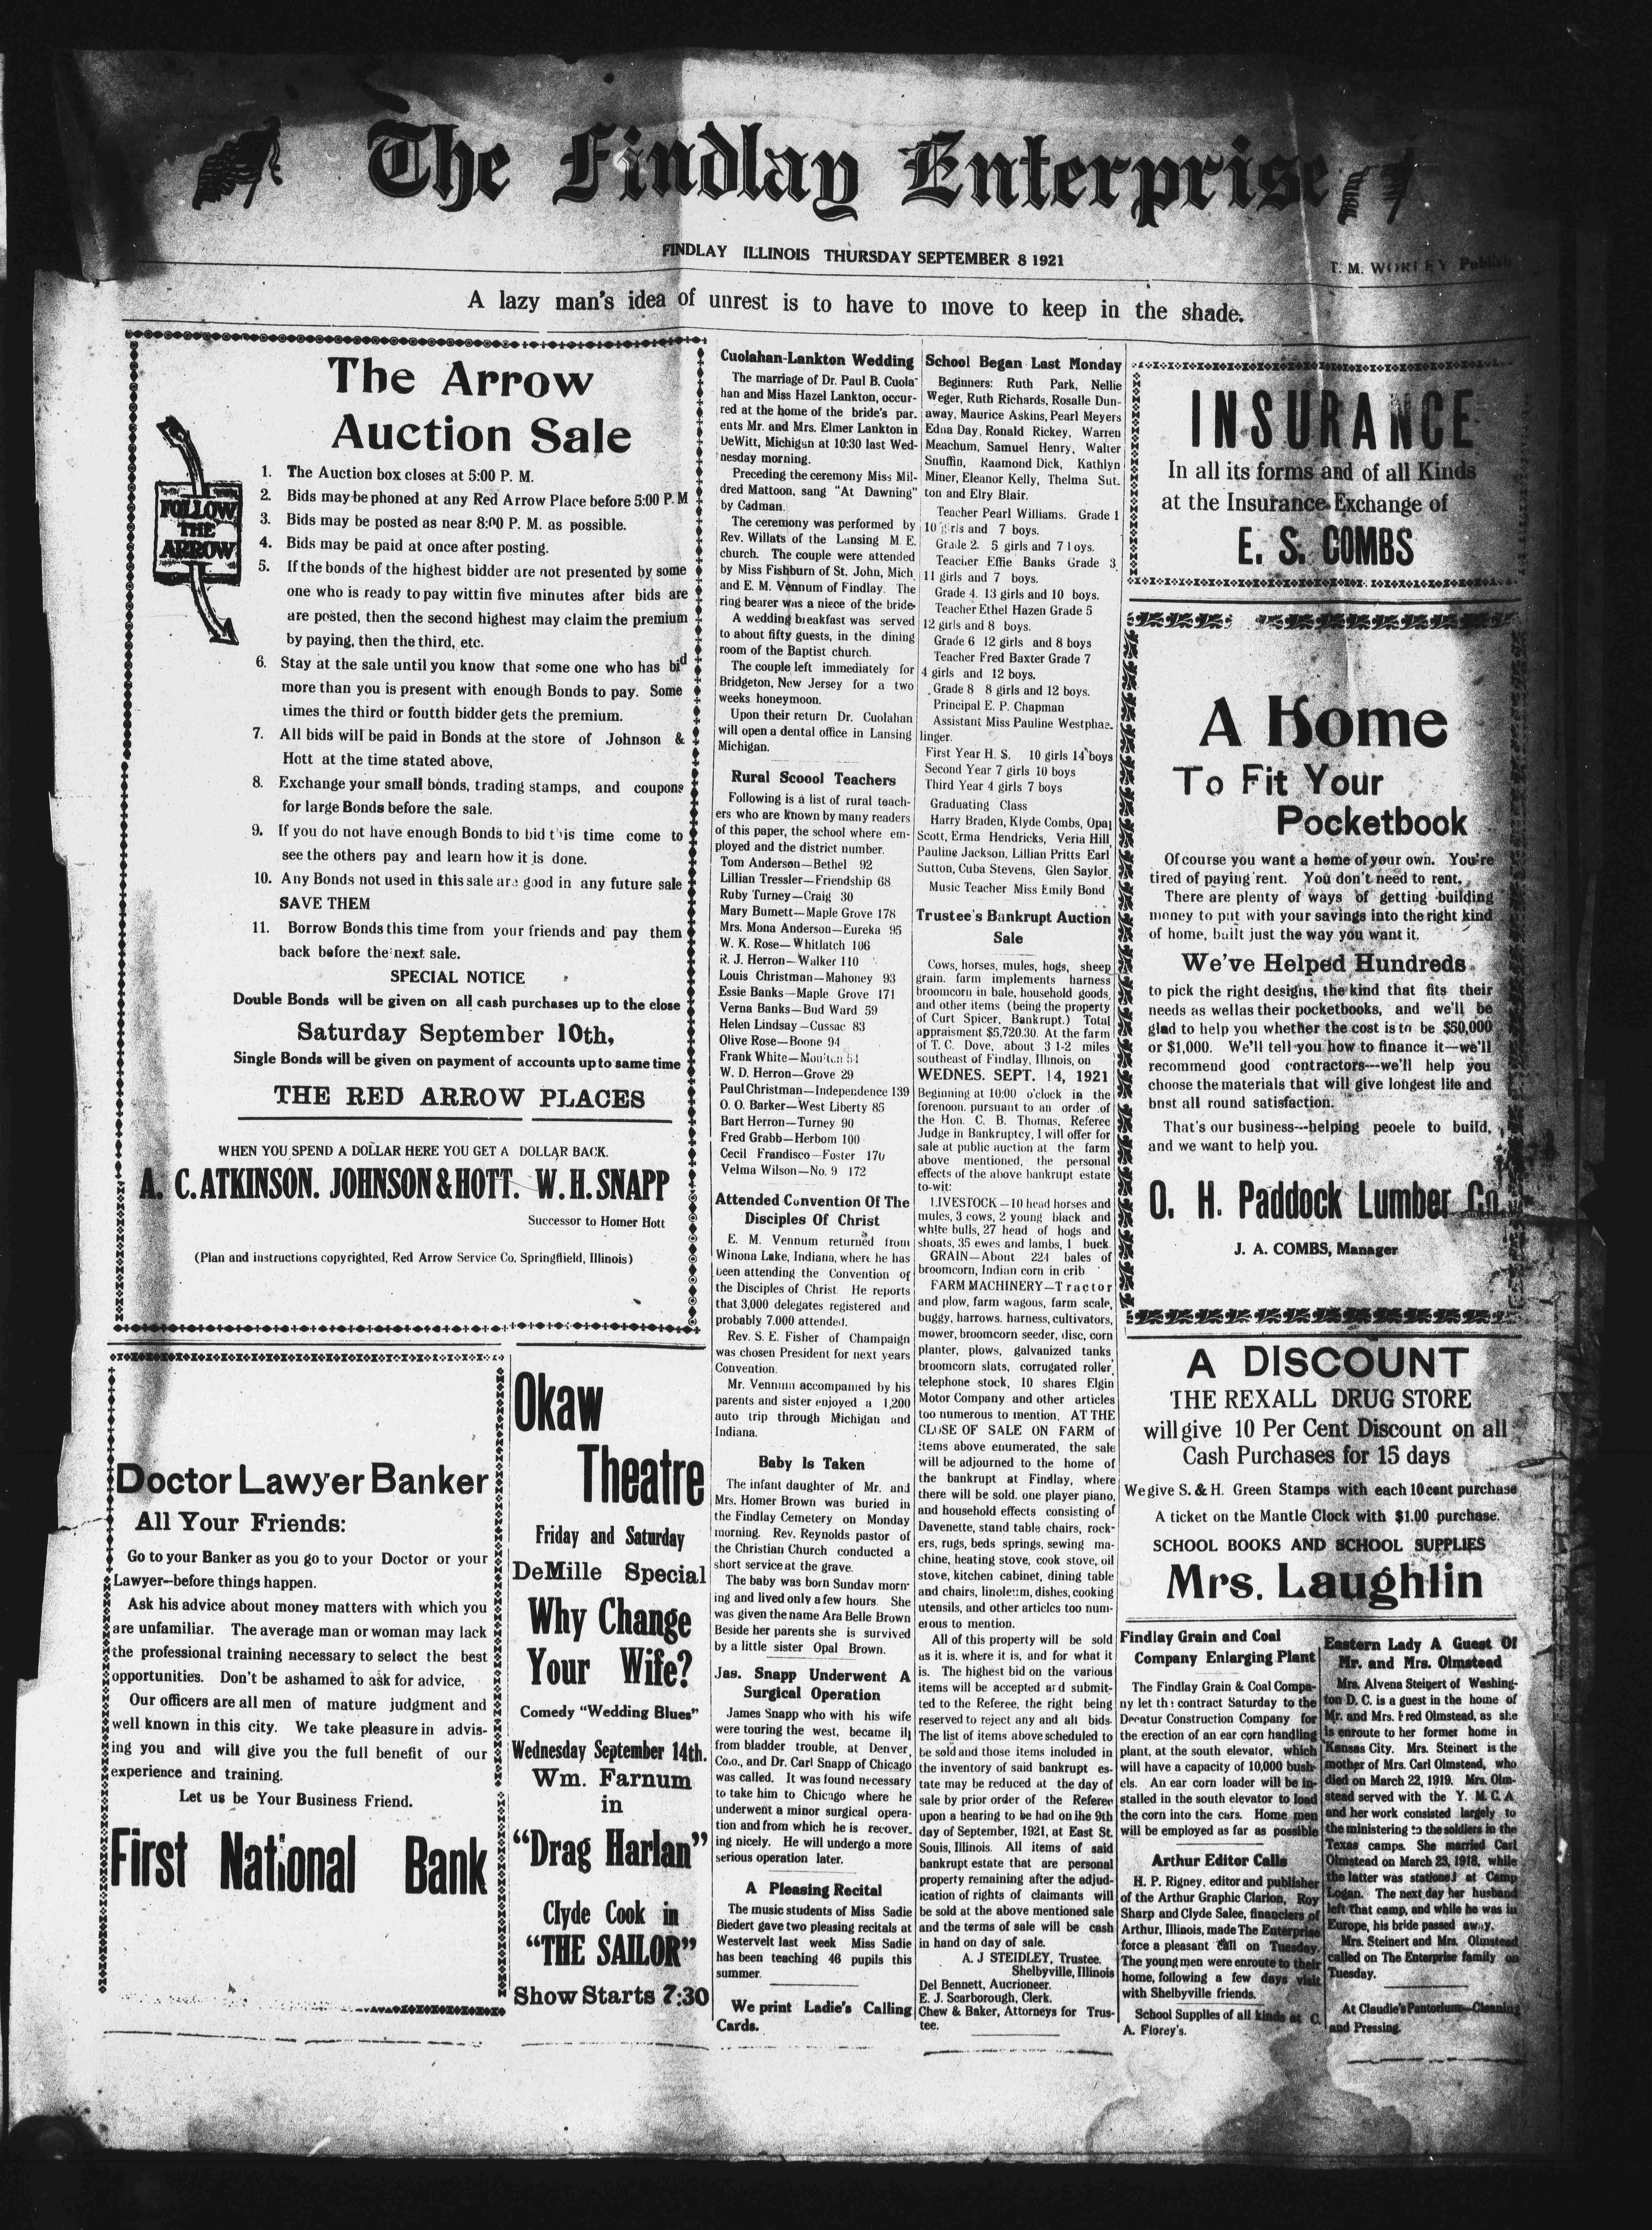 The Findlay Enterprise
FINDLAY ILLINOIS THURSDAY SEPTEMBER 8 1921
T. M. WORLEY Publish
A lazy man's idea of unrest is to have to move to keep in the shade.
The Arrow
Auction Sale
FOLLOW
THE
ARROW
1. The Auction box closes at 5:00 P. M.
2. Bids may be phoned at any Red Arrow Place before 5:00 P. M
3. Bids may be posted as near 8:00 P. M. as possible.
4. Bids may be paid at once after posting.
5. If the bonds of the highest bidder are not presented by some
one who is ready to pay wittin five minutes after bids are
are posted, then the second highest may claim the premium
by paying, then the third, etc.
6. Stay at the sale until you know that some one who has bid
more than you is present with enough Bonds to pay. Some
times the third or foutth bidder gets the premium.
7. All bids will be paid in Bonds at the store of Johnson &
Hott at the time stated above,
8. Exchange your small bonds, trading stamps, and coupons
for large Bonds before the sale.
9. If you do not have enough Bonds to bid this time come to
see the others pay and learn how it is done.
10. Any Bonds not used in this sale are good in any future sale
SAVE THEM
11. Borrow Bonds this time from your friends and pay them
back before the next sale.
SPECIAL NOTICE
Double Bonds will be given on all cash purchases up to the close
Saturday September 10th,
Single Bonds will be given on payment of accounts up to same time
THE RED ARROW PLACES
WHEN YOU SPEND A DOLLAR HERE YOU GET A DOLLAR BACK.
A. C. ATKINSON. JOHNSON & HOTT. W. H. SNAPP
Successor to Homer Hott
(Plan and instructions copyrighted, Red Arrow Service Co. Springfield, Illinois)
Doctor Lawyer Banker
All Your Friends:
Go to your Banker as you go to your Doctor or your
Lawyer--before things happen.
Ask his advice about money matters with which you
are unfamiliar. The average man or woman may lack
the professional training necessary to select the best
opportunities. Don't be ashamed to ask for advice,
Our officers are all men of mature judgment and
well known in this city. We take pleasure in advis-
ing you and will give you the full benefit of our
experience and training.
Let us be Your Business Friend.
First National Bank
Okaw
Theatre
Friday and Saturday
DeMille Special
Why Change
Your Wife?
Comedy "Wedding Blues"
Wednesday September 14th.
Wm. Farnum
in
"Drag Harlan"
Clyde Cook in
"THE SAILOR"
Show Starts 7:30
Cuolahan-Lankton Wedding
The marriage of Dr. Paul B. Cuola-
han and Miss Hazel Lankton, occur-
red at the home of the bride's par-
ents Mr. and Mrs. Elmer Lankton in
DeWitt, Michigan at 10:30 last Wed-
nesday morning.
Preceding the ceremony Miss Mil-
dred Mattoon, sang "At Dawning"
by Cadman.
The ceremony was performed by
Rev. Willats of the Lansing M. E.
church. The couple were attended
by Miss Fishburn of St. John, Mich
and E. M. Vennum of Findlay. The
ring bearer was a niece of the bride
A wedding breakfast was served
to about fifty guests, in the dining
room of the Baptist church.
The couple left immediately for
Bridgeton, New Jersey for a two
weeks honeymoon.
Upon their return Dr. Cuolahan
will open a dental office in Lansing
Michigan.
Rural Scoool Teachers
Following is a list of rural teach-
ers who are known by many readers
of this paper, the school where em-
ployed and the district number.
Tom Anderson—Bethel 92
Lillian Tressler—Friendship 68
Ruby Turney—Craig 30
Mary Bumett—Maple Grove 178
Mrs. Mona Anderson—Eureka 95
W. K. Rose—Whitlatch 106
R. J. Herron—Walker 110
Louis Christman—Mahoney 93
Essie Banks—Maple Grove 171
Verna Banks—Bud Ward 59
Helen Lindsay—Cussac 83
Olive Rose—Boone 94
Frank White—Moulton 54
W. D. Herron—Grove 29
Paul Christman—Independence 139
O. O. Barker—West Liberty 85
Bart Herron—Turney 90
Fred Grabb—Herbom 100
Cecil Frandisco—Foster 170
Velma Wilson—No. 9 172
Attended Convention Of The
Disciples Of Christ
E. M. Vennum returned from
Winona Lake, Indiana, where he has
been attending the Convention of
the Disciples of Christ. He reports
that 3,000 delegates registered and
probably 7.000 attended.
Rev. S. E. Fisher of Champaign
was chosen President for next years
Convention.
Mr. Vennum accompanied by his
parents and sister enjoyed a 1,200
auto trip through Michigan and
Indiana.
Baby Is Taken
The infant daughter of Mr. and
Mrs. Homer Brown was buried in
the Findlay Cemetery on Monday
morning. Rev. Reynolds pastor of
the Christian Church conducted a
short service at the grave.
The baby was born Sunday morn-
ing and lived only a few hours. She
was given the name Ara Belle Brown
Beside her parents she is survived
by a little sister Opal Brown.
Jas. Snapp Underwent A
Surgical Operation
James Snapp who with his wife
were touring the west, became ill
from bladder trouble, at Denver,
Colo., and Dr. Carl Snapp of Chicago
was called. It was found necessary
to take him to Chicago where he
underwent a minor surgical opera-
tion and from which he is recover-
ing nicely. He will undergo a more
serious operation later.
A Pleasing Recital
The music students of Miss Sadie
Biedert gave two pleasing recitals at
Westervelt last week Miss Sadie
has been teaching 46 pupils this
summer.
We print Ladie's Calling
Cards.
School Began Last Monday
Beginners: Ruth Park, Nellie
Weger, Ruth Richards, Rosalle Dun-
away, Maurice Askins, Pearl Meyers
Edna Day, Ronald Rickey, Warren
Meachum, Samuel Henry, Walter
Snuffin, Raamond Dick, Kathlyn
Miner, Eleanor Kelly, Thelma Sut-
ton and Elry Blair.
Teacher Pearl Williams. Grade 1
10 girls and 7 boys.
Grade 2. 5 girls and 7 boys.
Teacher Effie Banks Grade 3
11 girls and 7 boys.
Grade 4. 13 girls and 10 boys.
Teacher Ethel Hazen Grade 5
12 girls and 8 boys.
Grade 6 12 girls and 8 boys
Teacher Fred Baxter Grade 7
4 girls and 12 boys.
Grade 8 8 girls and 12 boys.
Principal E. P. Chapman
Assistant Miss Pauline Westphae-
linger.
First Year H. S. 10 girls 14 boys
Second Year 7 girls 10 boys
Third Year 4 girls 7 boys
Graduating Class
Harry Braden, Klyde Combs, Opal
Scott, Erma Hendricks, Veria Hill
Pauline Jackson, Lillian Pritts Earl
Sutton, Cuba Stevens, Glen Saylor
Music Teacher Miss Emily Bond
Trustee's Bankrupt Auction
Sale
Cows, horses, mules, hogs, sheep
grain. farm implements harness
broomcorn in bale, household goods,
and other items (being the property
of Curt Spicer, Bankrupt.) Total
appraisment $5,720.30. At the farm
of T. C. Dove, about 3 1-2 miles
southeast of Findlay, Illinois, on
WEDNES. SEPT. 14, 1921
Beginning at 10:00 o'clock in the
forenoon. pursuant to an order of
the Hon. C. B. Thomas, Referee
Judge in Bankruptcy, I will offer for
sale at public auction at the farm
above mentioned, the personal
effects of the above bankrupt estate
to-wit:
LIVESTOCK—10 head horses and
mules, 3 cows, 2 young black and
white bulls, 27 head of hogs and
shoats, 35 ewes and lambs, 1 buck.
GRAIN—About 224 bales of
broomcorn, Indian corn in crib
FARM MACHINERY—Tractor
and plow, farm wagons, farm scale,
buggy, harrows. harness, cultivators,
mower, broomcorn seeder, disc, corn
planter, plows, galvanized tanks
broomcorn slats, corrugated roller,
telephone stock, 10 shares Elgin
Motor Company and other articles
too numerous to mention. AT THE
CLOSE OF SALE ON FARM of
items above enumerated, the sale
will be adjourned to the home of
the bankrupt at Findlay, where
there will be sold. one player piano,
and household effects consisting of
Davenette, stand table chairs, rock-
ers, rugs, beds springs, sewing ma-
chine, heating stove, cook stove, oil
stove, kitchen cabinet, dining table
and chairs, linoleum, dishes, cooking
utensils, and other articles too num-
erous to mention.
All of this property will be sold
as it is. where it is, and for what it
is. The highest bid on the various
items will be accepted and submit-
ted to the Referee, the right being
reserved to reject any and all bids.
The list of items above scheduled to
be sold and those items included in
the inventory of said bankrupt es-
tate may be reduced at the day of
sale by prior order of the Referer
upon a hearing to be had on ihe 9th
day of September, 1921, at East St.
Souis, Illinois. All items of said
bankrupt estate that are personal
property remaining after the adjud-
ication of rights of claimants will
be sold at the above mentioned sale
and the terms of sale will be cash
in hand on day of sale.
A. J STEIDLEY, Trustee.
Shelbyville, Illinois
Del Bennett, Aucrioneer.
E. J. Scarborough, Clerk.
Chew & Baker, Attorneys for Trus-
tee.
INSURANCE
In all its forms and of all Kinds
at the Insurance Exchange of
E. S. COMBS
A Home
To Fit Your
Pocketbook
Of course you want a home of your own. You're
tired of paying rent. You don't need to rent.
There are plenty of ways of getting building
money to put with your savings into the right kind
of home, built just the way you want it.
We've Helped Hundreds
to pick the right designs, the kind that fits their
needs as wellas their pocketbooks, and we'll be
glad to help you whether the cost is to be $50,000
or $1,000. We'll tell you how to finance it—we'll
recommend good contractors---we'll help you
choose the materials that will give longest life and
bnst all round satisfaction.
That's our business---helping peoele to build,
and we want to help you.
O. H. Paddock Lumber Co.
J. A. COMBS, Manager
A DISCOUNT
THE REXALL DRUG STORE
will give 10 Per Cent Discount on all
Cash Purchases for 15 days
We give S. & H. Green Stamps with each 10 cent purchase
A ticket on the Mantle Clock with $1.00 purchase.
SCHOOL BOOKS AND SCHOOL SUPPLIES
Mrs. Laughlin
Findlay Grain and Coal
Company Enlarging Plant
The Findlay Grain & Coal Compa-
ny let the contract Saturday to the
Decatur Construction Company for
the erection of an ear corn handling
plant, at the south elevator, which
will have a capacity of 10,000 bush-
els. An ear corn loader will be in-
stalled in the south elevator to load
the corn into the cars. Home men
will be employed as far as possible
Arthur Editor Calls
H. P. Rigney, editor and publisher
of the Arthur Graphic Clarion, Roy
Sharp and Clyde Salee, financiers of
Arthur, Illinois, made The Enterprise
force a pleasant call on Tuesday.
The young men were enroute to their
home, following a few days visit
with Shelbyville friends.
School Supplies of all kinds at C.
A. Florey's.
Eastern Lady A Guest Of
Mr. and Mrs. Olmstead
Mrs. Alvena Steinert of Washing-
ton D. C. is a guest in the home of
Mr. and Mrs. Fred Olmstead, as she
is enroute to her former home in
Kansas City. Mrs. Steinert is the
mother of Mrs. Carl Olmstead, who
died on March 22, 1919. Mrs. Olm-
stead served with the Y. M. C. A
and her work consisted largely to
the ministering to the soldiers in the
Texas camps. She married Carl
Olmstead on March 23, 1918, while
the latter was stationed at Camp
Logan. The next day her husband
left that camp, and while he was in
Europe, his bride passed away.
Mrs. Steinert and Mrs. Olmstead
called on The Enterprise family on
Tuesday.
At Claudie's Pantorium—Cleaning
and Pressing.